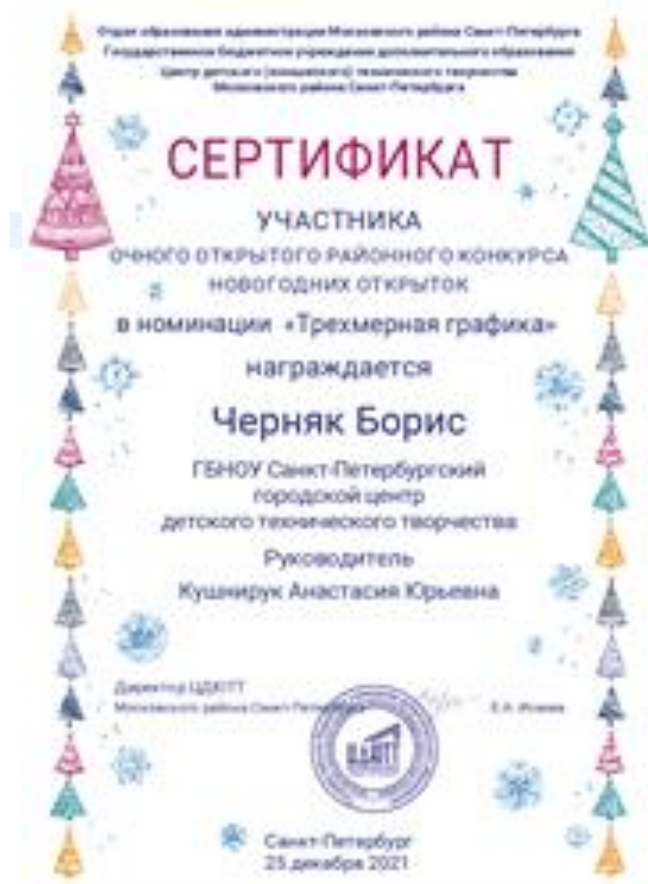 Отдел образования администрации Московского района Санкт-Петербурга
Государственное бюджетное учреждение дополнительного образования
Центр детского (юношеского) технического творчества
Московского района Санкт-Петербурга
СЕРТИФИКАТ
УЧАСТНИКА
ОЧНОГО ОТКРЫТОГО РАЙОННОГО КОНКУРСА
НОВОГОДНИХ ОТКРЫТОК
в номинации «Трехмерная графика»
награждается
Черняк Борис
ГБНОУ Санкт-Петербургский
городской центр
детского технического творчества
Руководитель
Кушнирук Анастасия Юрьевна
Директор ЦДЮТТ
Московского района Санкт-Петербурга
ЦДЮТТ
Санкт-Петербург
25 декабря 2021